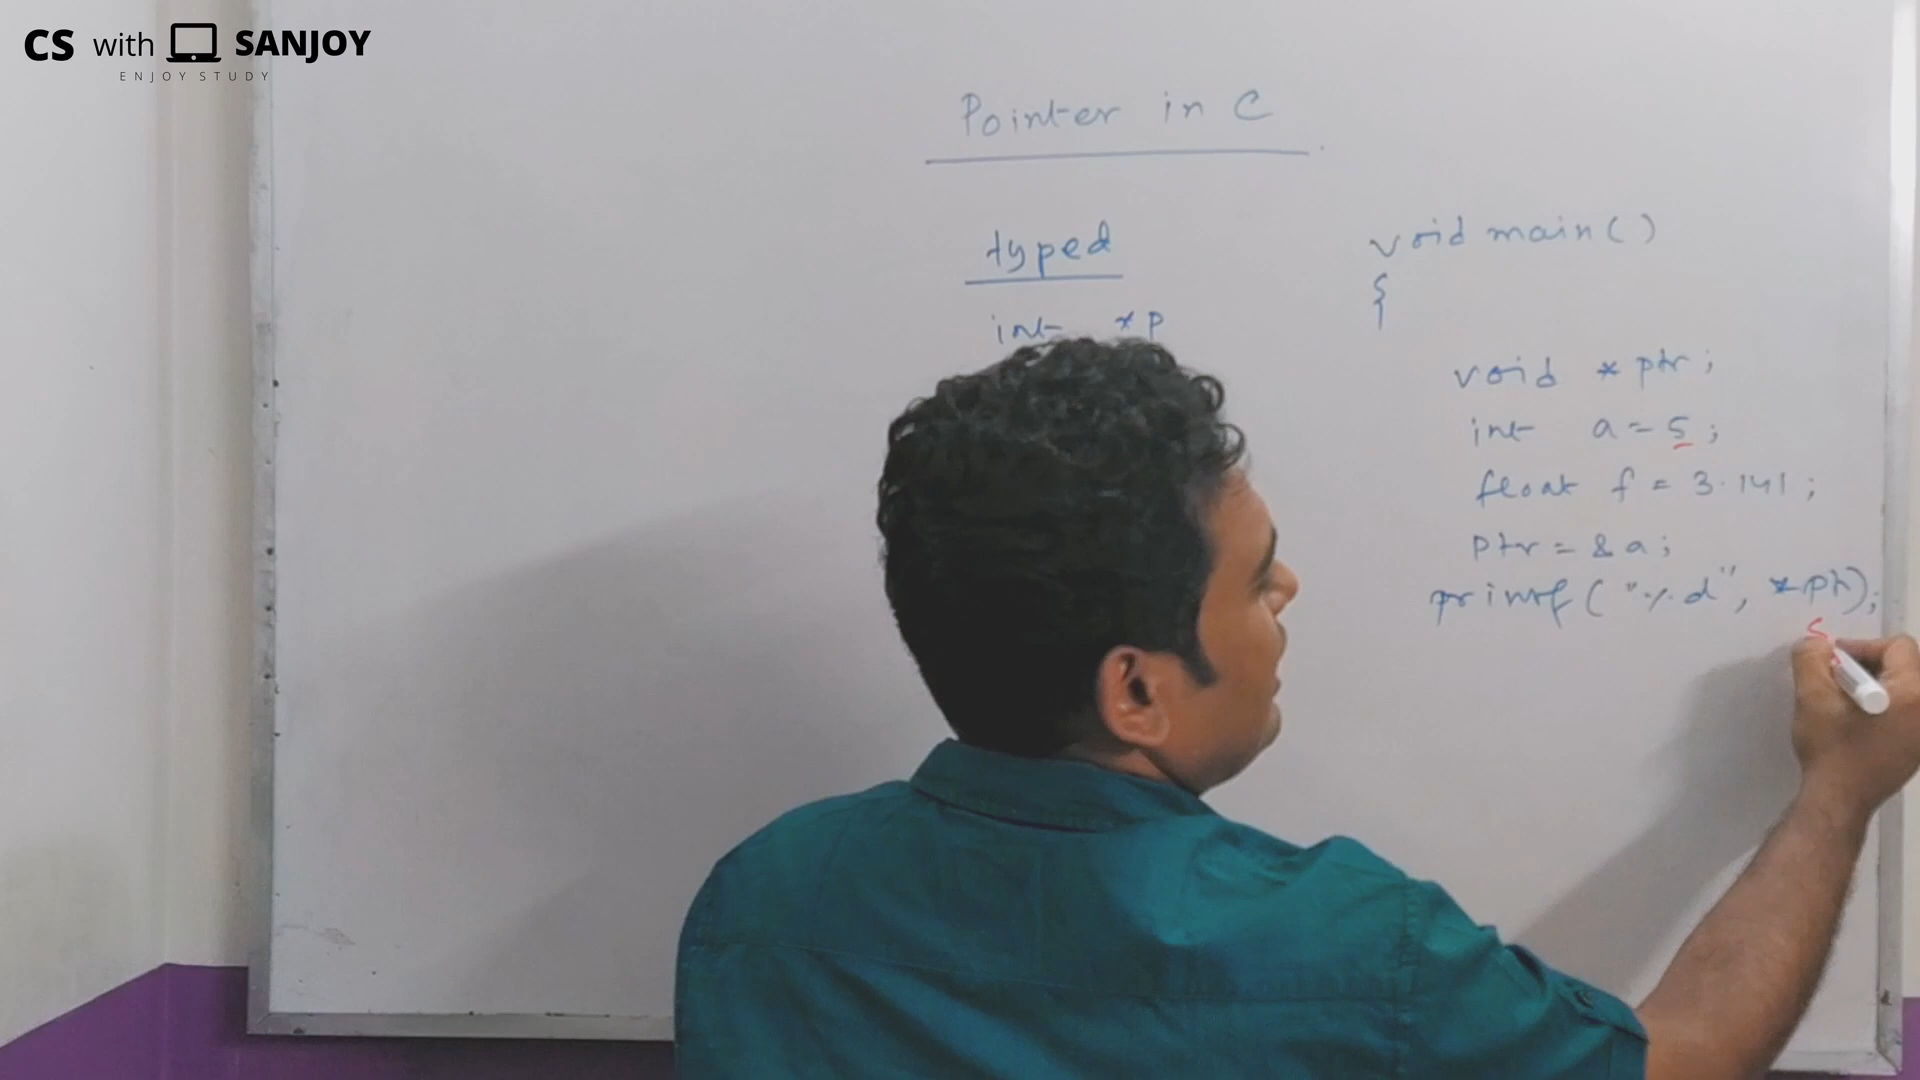 CS with SANJOY
ENJOY STUDY
Pointer in C
typed
int *p
void main()
{
void *ptr;
int a = 5;
float f = 3.141;
ptr = &a;
printf("%d", *ptr);
5